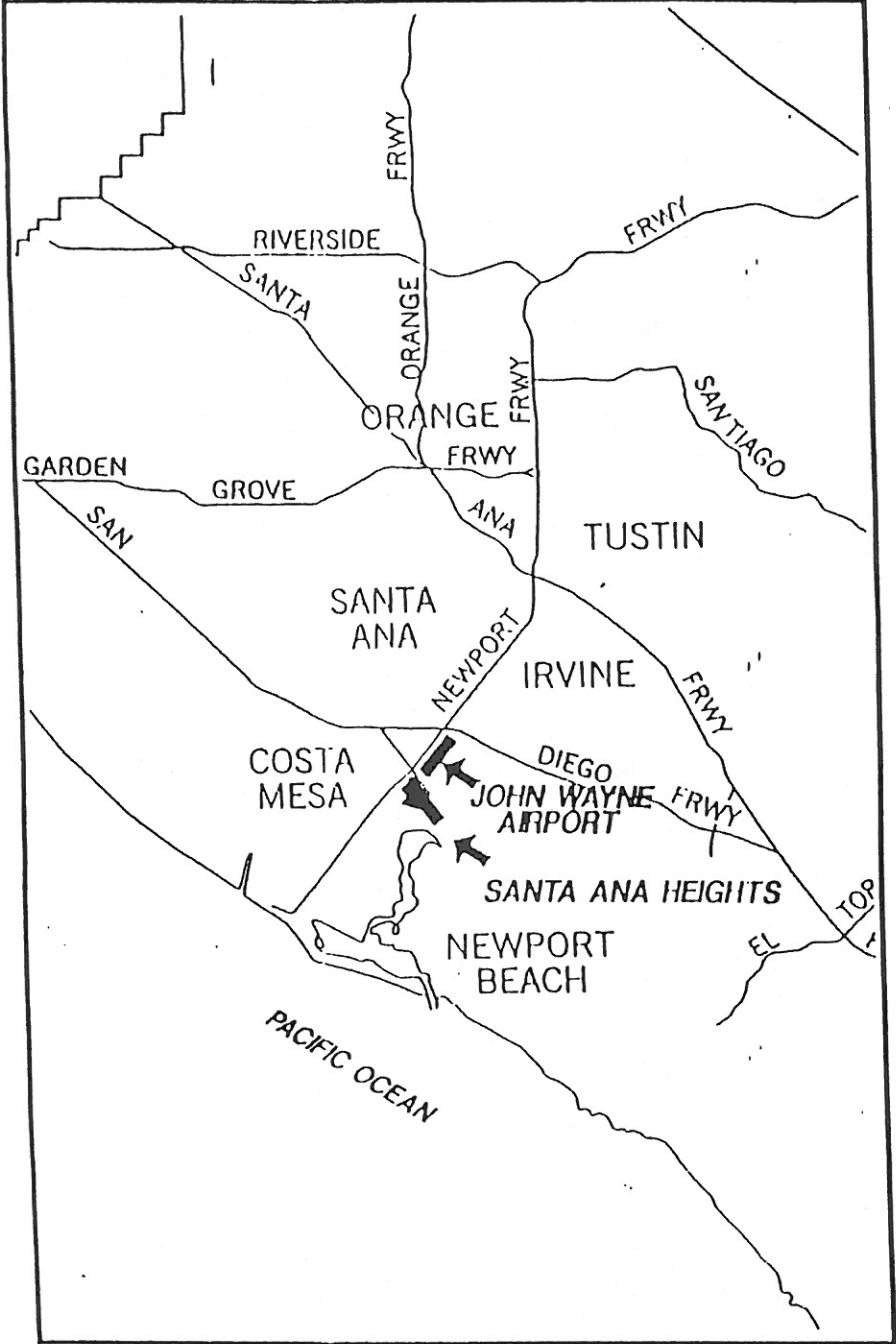 FRWY
RIVERSIDE
FRWY
SANTA
ORANGE
FRWY
ORANGE
SANTIAGO
GARDEN
GROVE
FRWY
SAN
ANA
TUSTIN
SANTA
ANA
NEWPORT
IRVINE
FRWY
COSTA
MESA
DIEGO
FRWY
JOHN WAYNE
AIRPORT
SANTA ANA HEIGHTS
TOP
EL
NEWPORT
BEACH
PACIFIC OCEAN